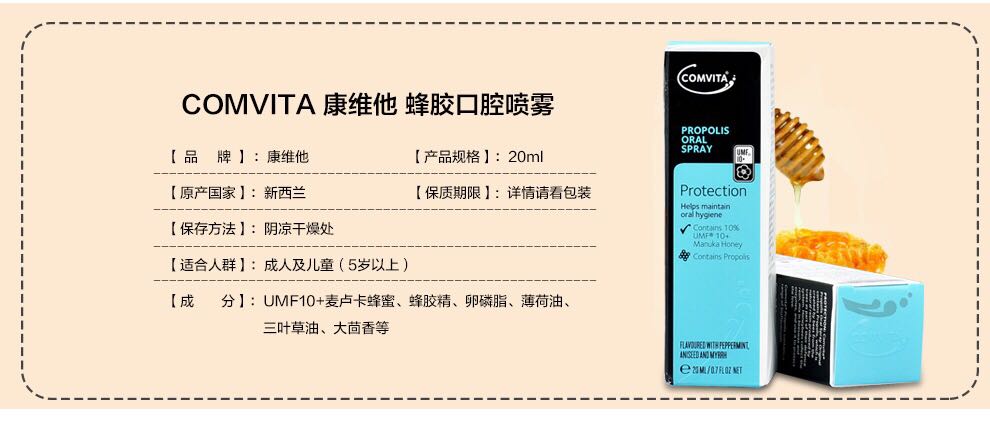 COMVITA 康维他 蜂胶口腔喷雾
【 品 牌 】：康维他 【产品规格】：20ml
【原产国家】：新西兰 【保质期限】：详情请看包装
【保存方法】：阴凉干燥处
【适合人群】：成人及儿童（5岁以上）
【成 分】：UMF10+麦卢卡蜂蜜、蜂胶精、卵磷脂、薄荷油、
三叶草油、大茴香等
COMVITA
PROPOLIS
ORAL
SPRAY
UMF
10+
Protection
Helps maintain
oral hygiene
Contains 10%
UMF® 10+
Manuka Honey
Contains Propolis
FLAVOURED WITH PEPPERMINT,
ANISEED AND MYRRH
e 20 ML / 0.7 FL OZ NET
COMVITA